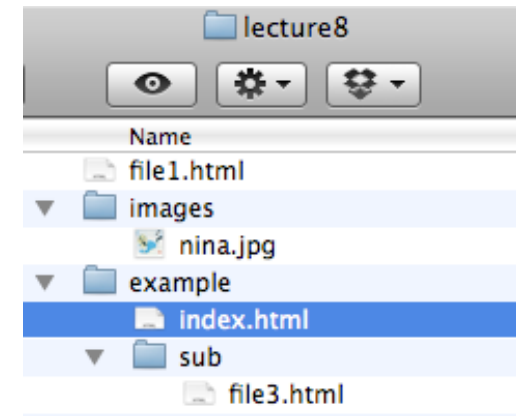 lecture8
Name
file1.html
images
nina.jpg
example
index.html
sub
file3.html